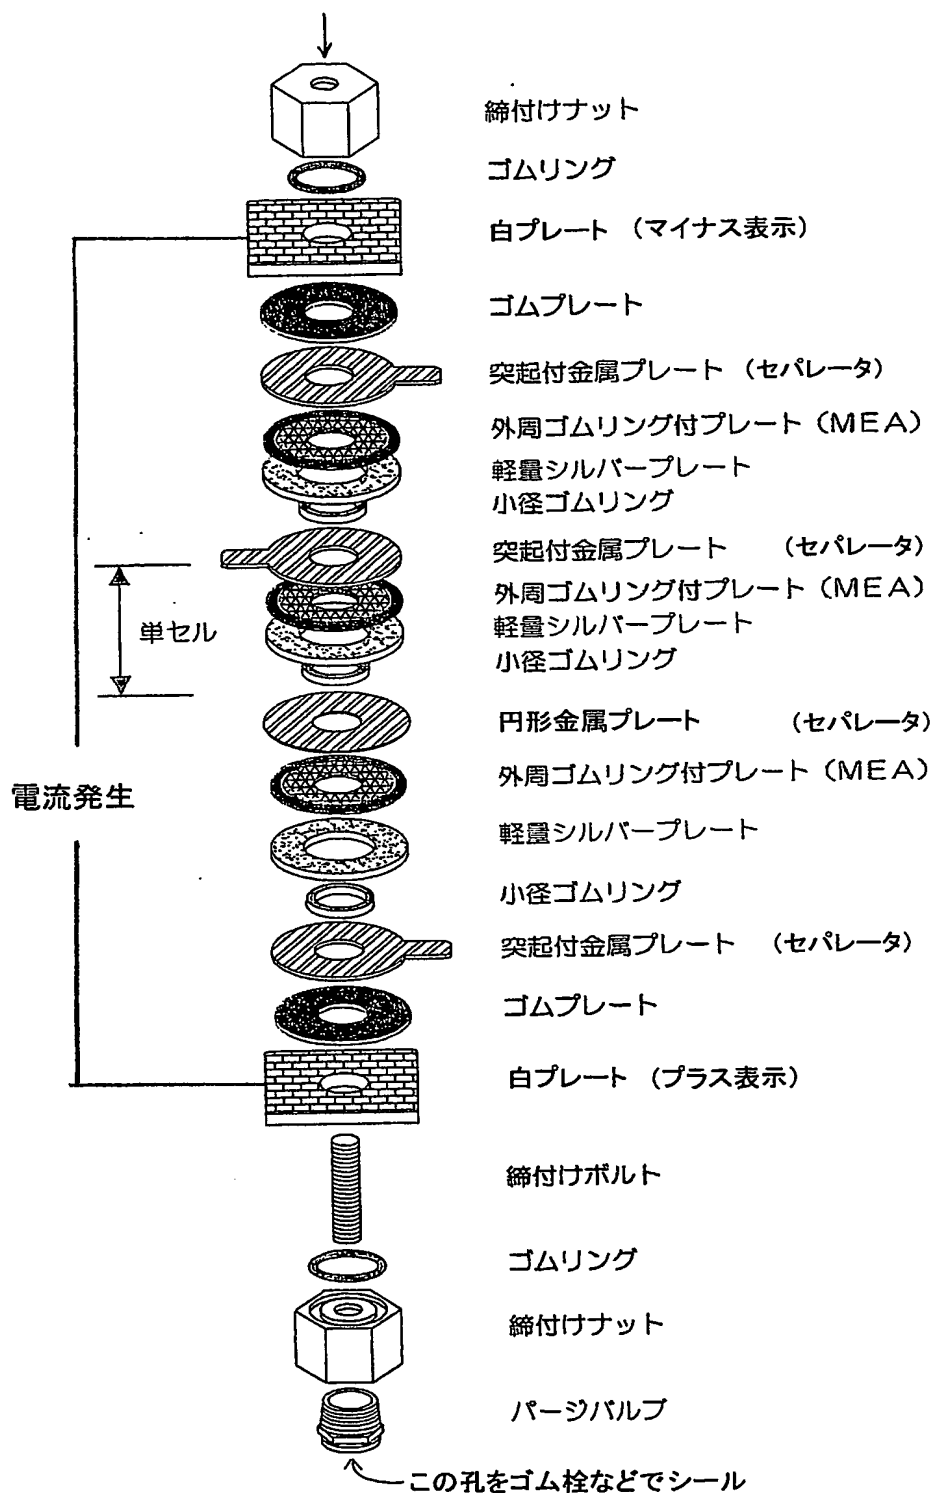 締付けナット
ゴムリング
白プレート (マイナス表示)
ゴムプレート
突起付金属プレート (セパレータ)
外周ゴムリング付プレート (MEA)
軽量シルバープレート
小径ゴムリング
突起付金属プレート (セパレータ)
外周ゴムリング付プレート (MEA)
軽量シルバープレート
単セル
小径ゴムリング
円形金属プレート (セパレータ)
外周ゴムリング付プレート (MEA)
電流発生
軽量シルバープレート
小径ゴムリング
突起付金属プレート (セパレータ)
ゴムプレート
白プレート (プラス表示)
締付けボルト
ゴムリング
締付けナット
パージバルブ
この孔をゴム栓などでシール